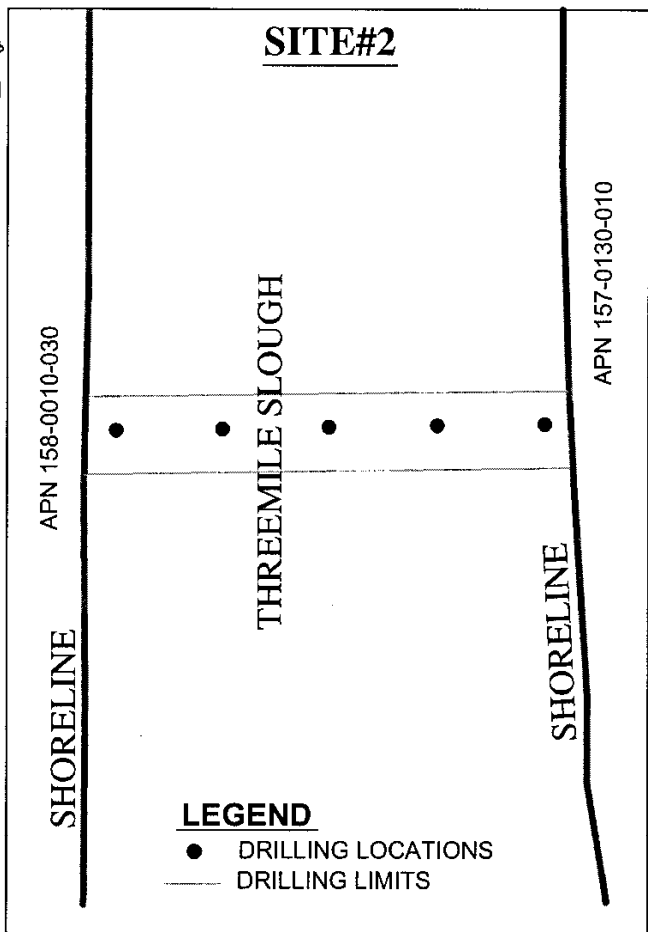 SITE#2
APN 158-0010-030
THREEMILE SLOUGH
APN 157-0130-010
SHORELINE
SHORELINE
LEGEND
DRILLING LOCATIONS
DRILLING LIMITS